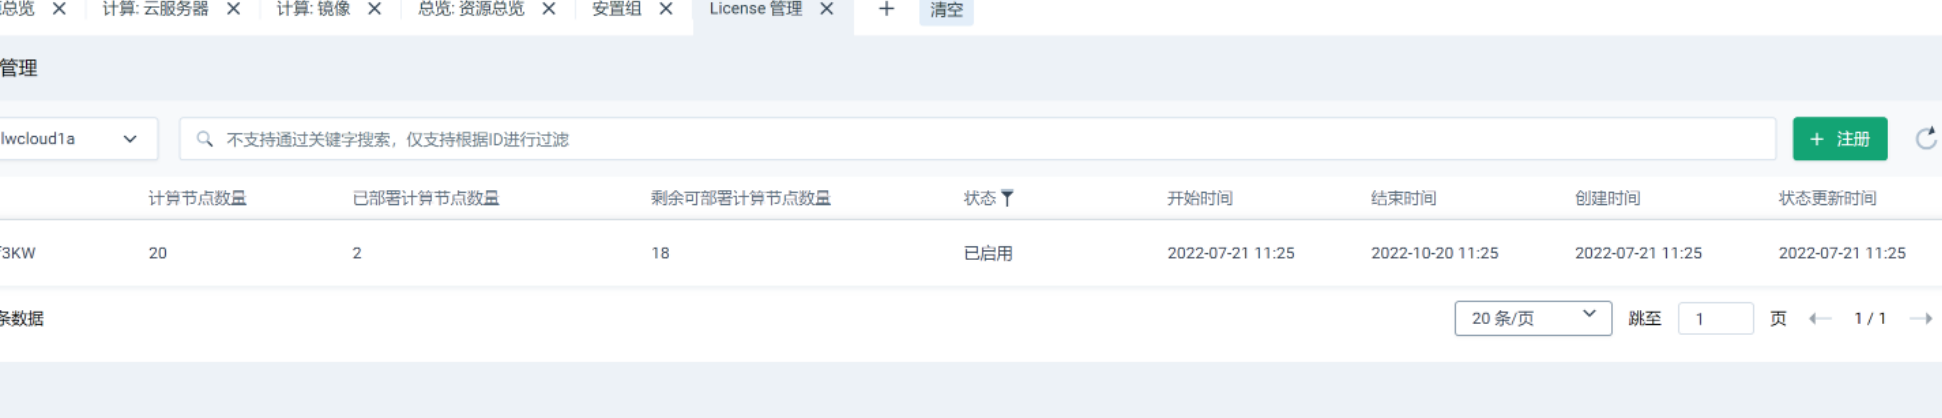 总览 计算: 云服务器 计算: 镜像 总览: 资源总览 安置组 License 管理 清空
管理
lwcloud1a 不支持通过关键字搜索，仅支持根据ID进行过滤 注册
计算节点数量 已部署计算节点数量 剩余可部署计算节点数量 状态 开始时间 结束时间 创建时间 状态更新时间
3KW 20 2 18 已启用 2022-07-21 11:25 2022-10-20 11:25 2022-07-21 11:25 2022-07-21 11:25
条数据 20 条/页 跳至 1 页 1 / 1